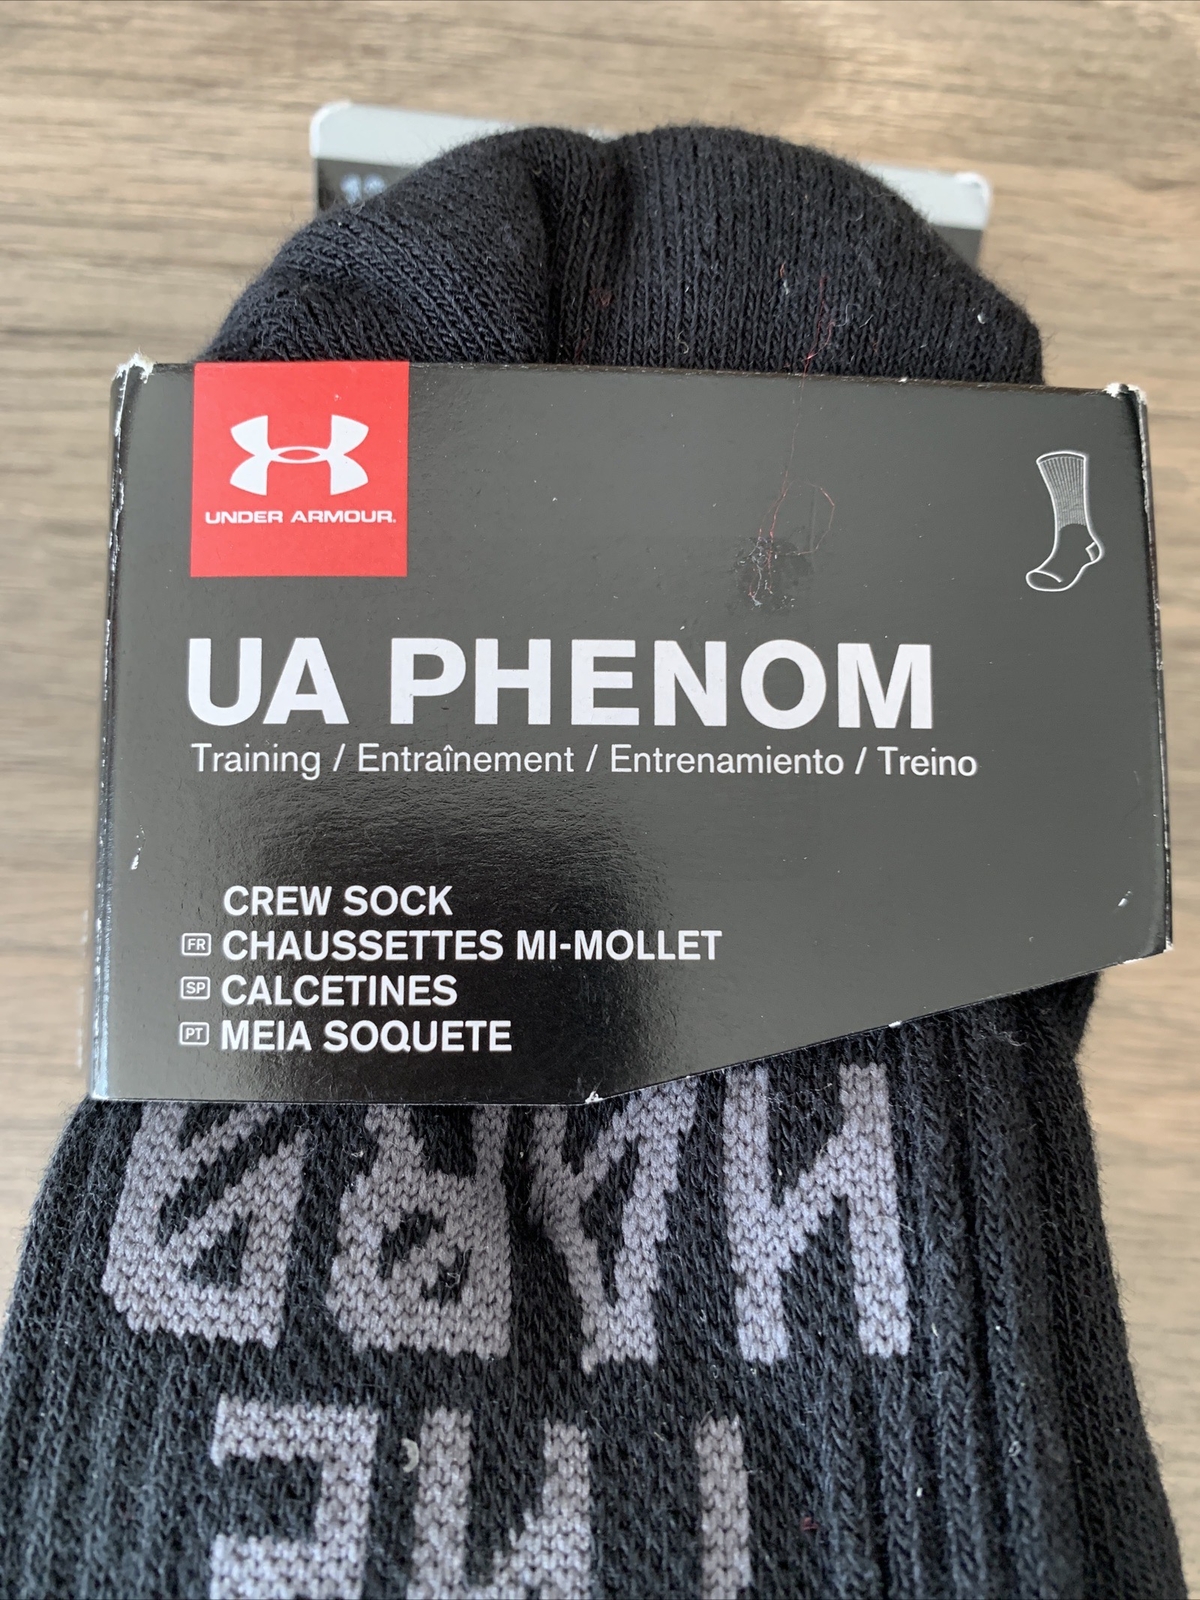 UNDER ARMOUR.
UA PHENOM
Training / Entraînement / Entrenamiento / Treino
CREW SOCK
FR CHAUSSETTES MI-MOLLET
SP CALCETINES
PT MEIA SOQUETE